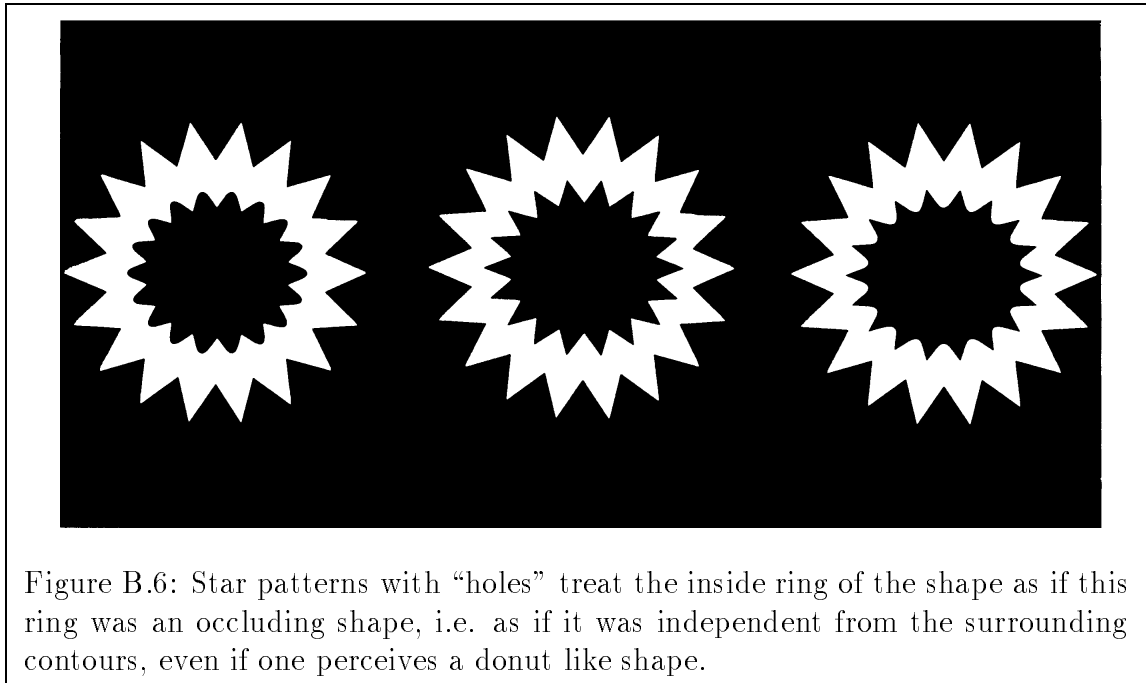 Figure B.6: Star patterns with “holes” treat the inside ring of the shape as if this
ring was an occluding shape, i.e. as if it was independent from the surrounding
contours, even if one perceives a donut like shape.